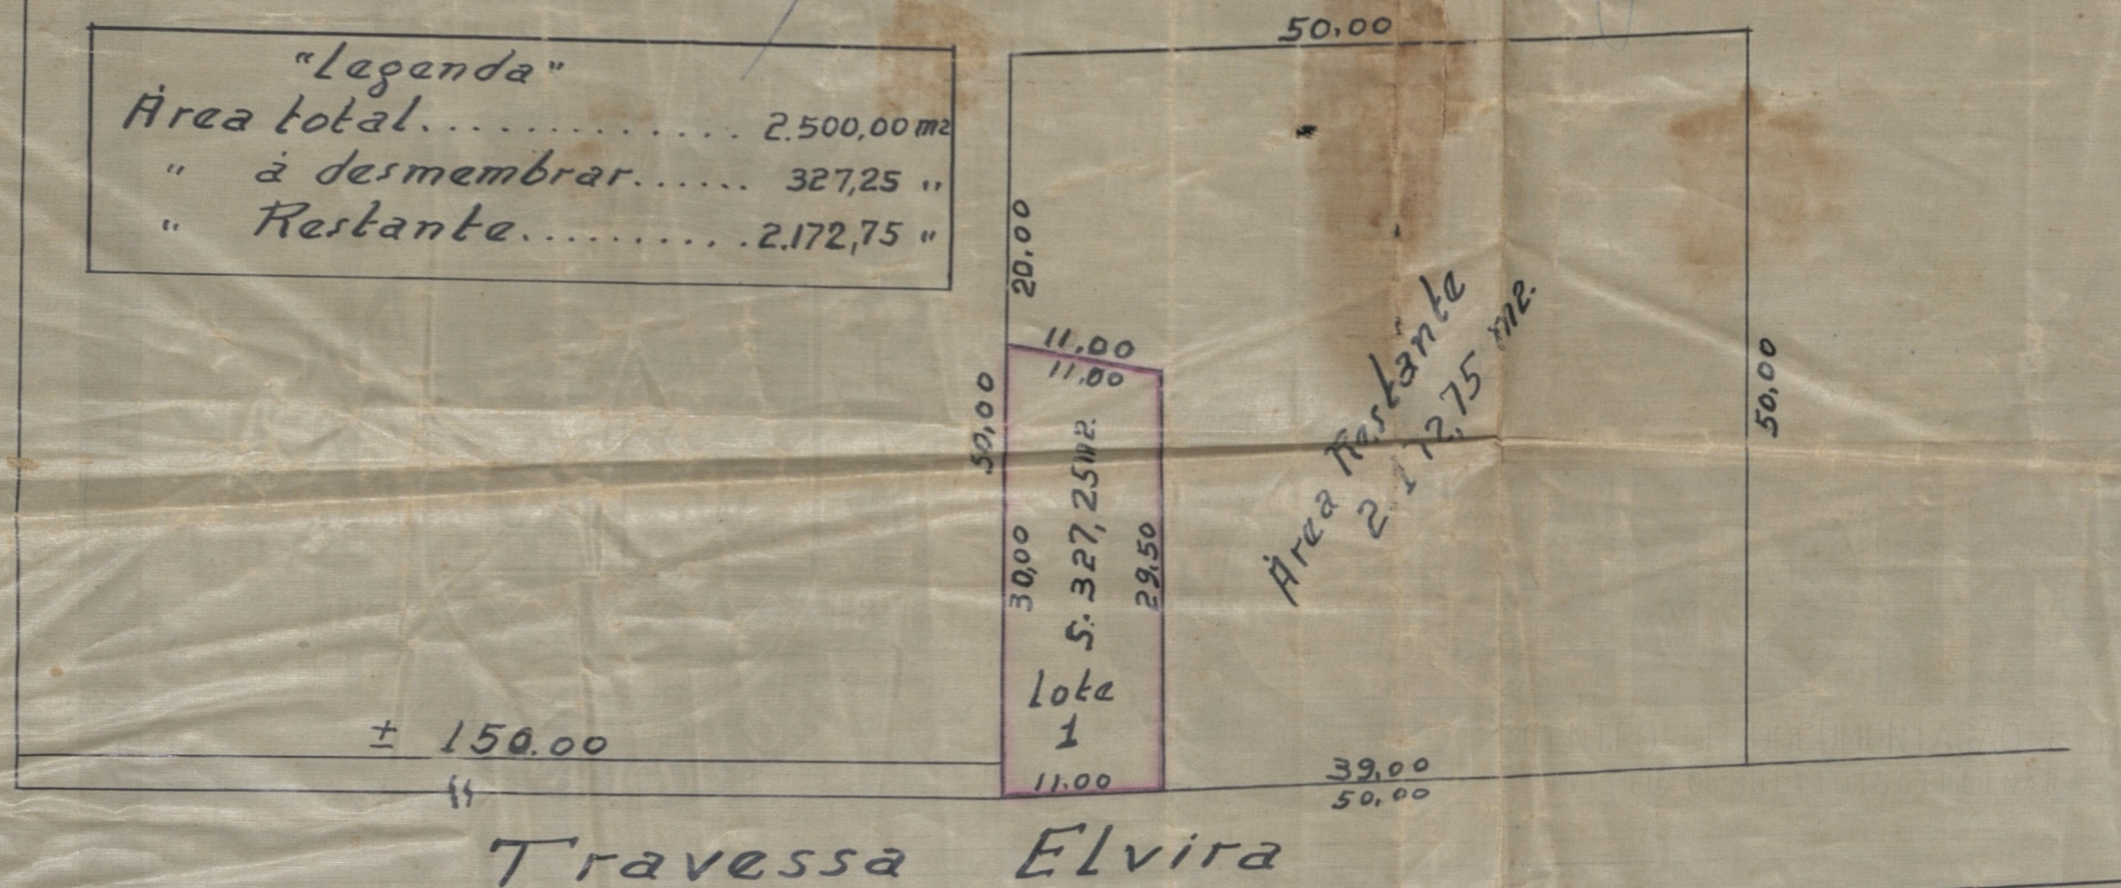 "Legenda"
Área total.............. 2.500,00 m2
" à desmembrar...... 327,25 "
" Restante.......... 2.172,75 "
50,00
20,00
11,00
11,00
50,00
30,00
S: 327,25 m2.
29,50
lote
1
11,00
Área Restante
2.172,75 m2.
50,00
± 150.00
39,00
50,00
Travessa Elvira